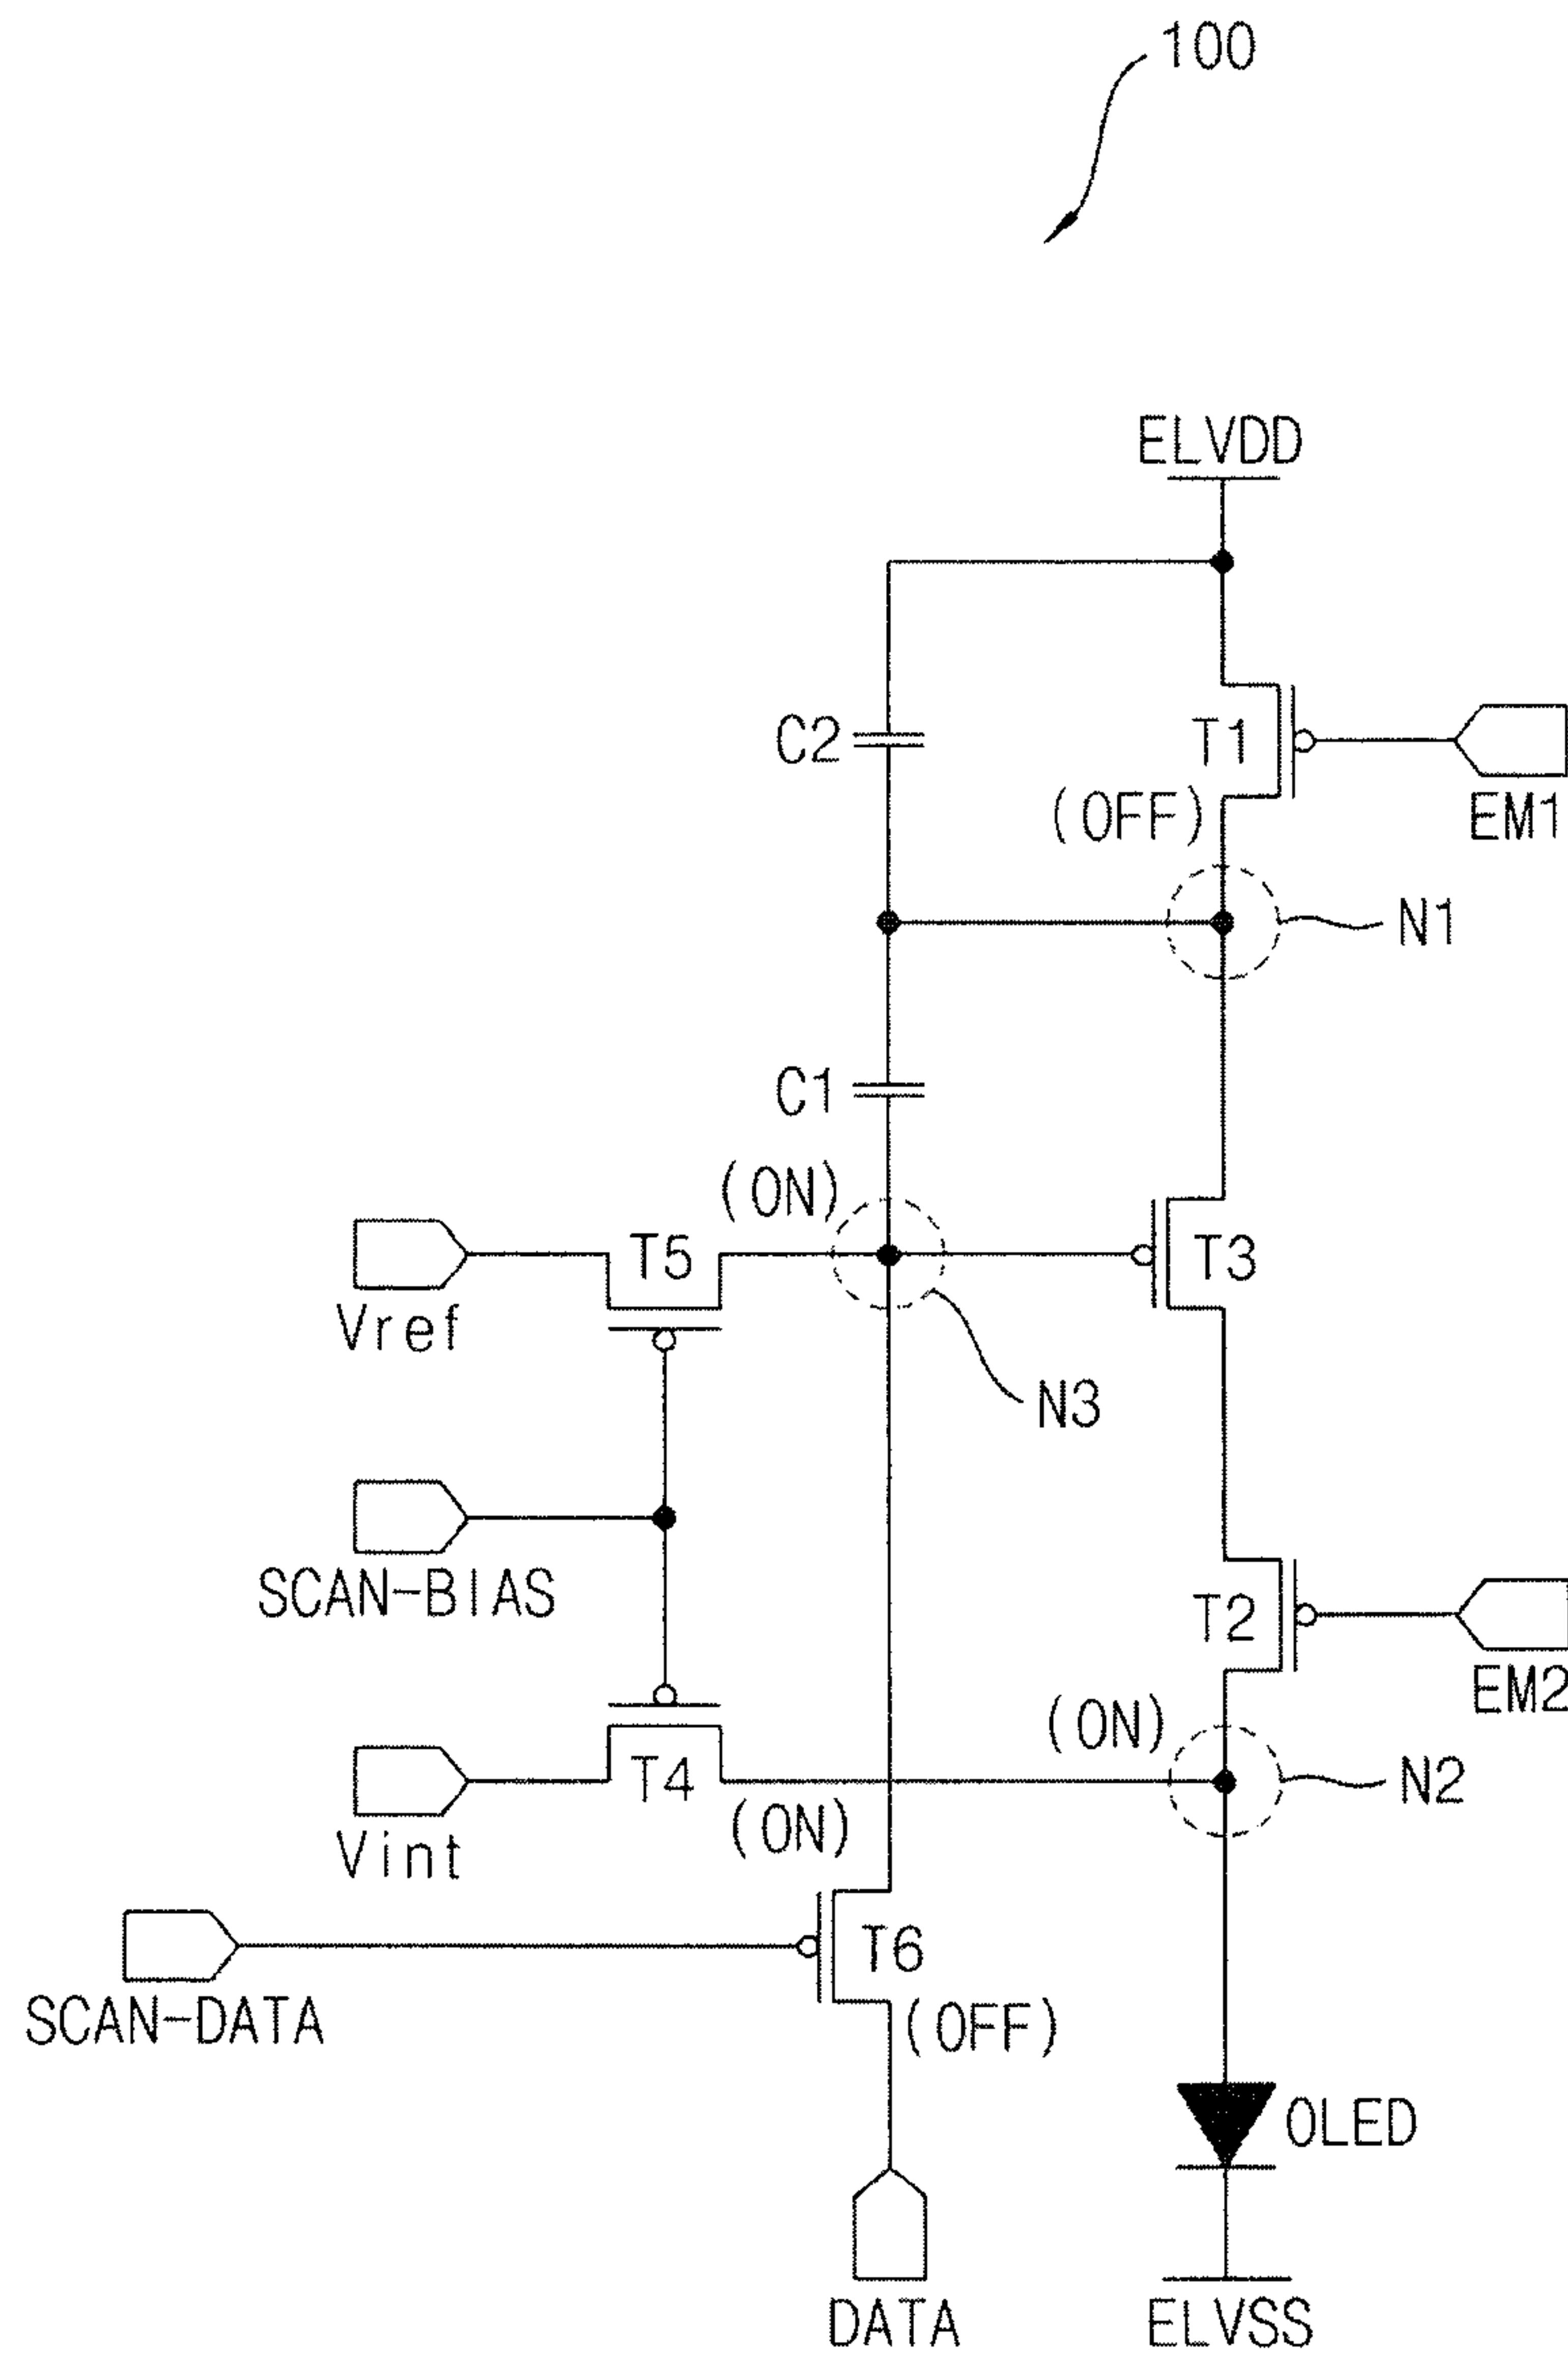 100
ELVDD
C2
T1
(OFF)
EM1
N1
C1
(ON)
T5
T3
Vref
N3
SCAN-BIAS
T2
EM2
(ON)
T4
N2
(ON)
Vint
T6
SCAN-DATA
(OFF)
OLED
DATA
ELVSS